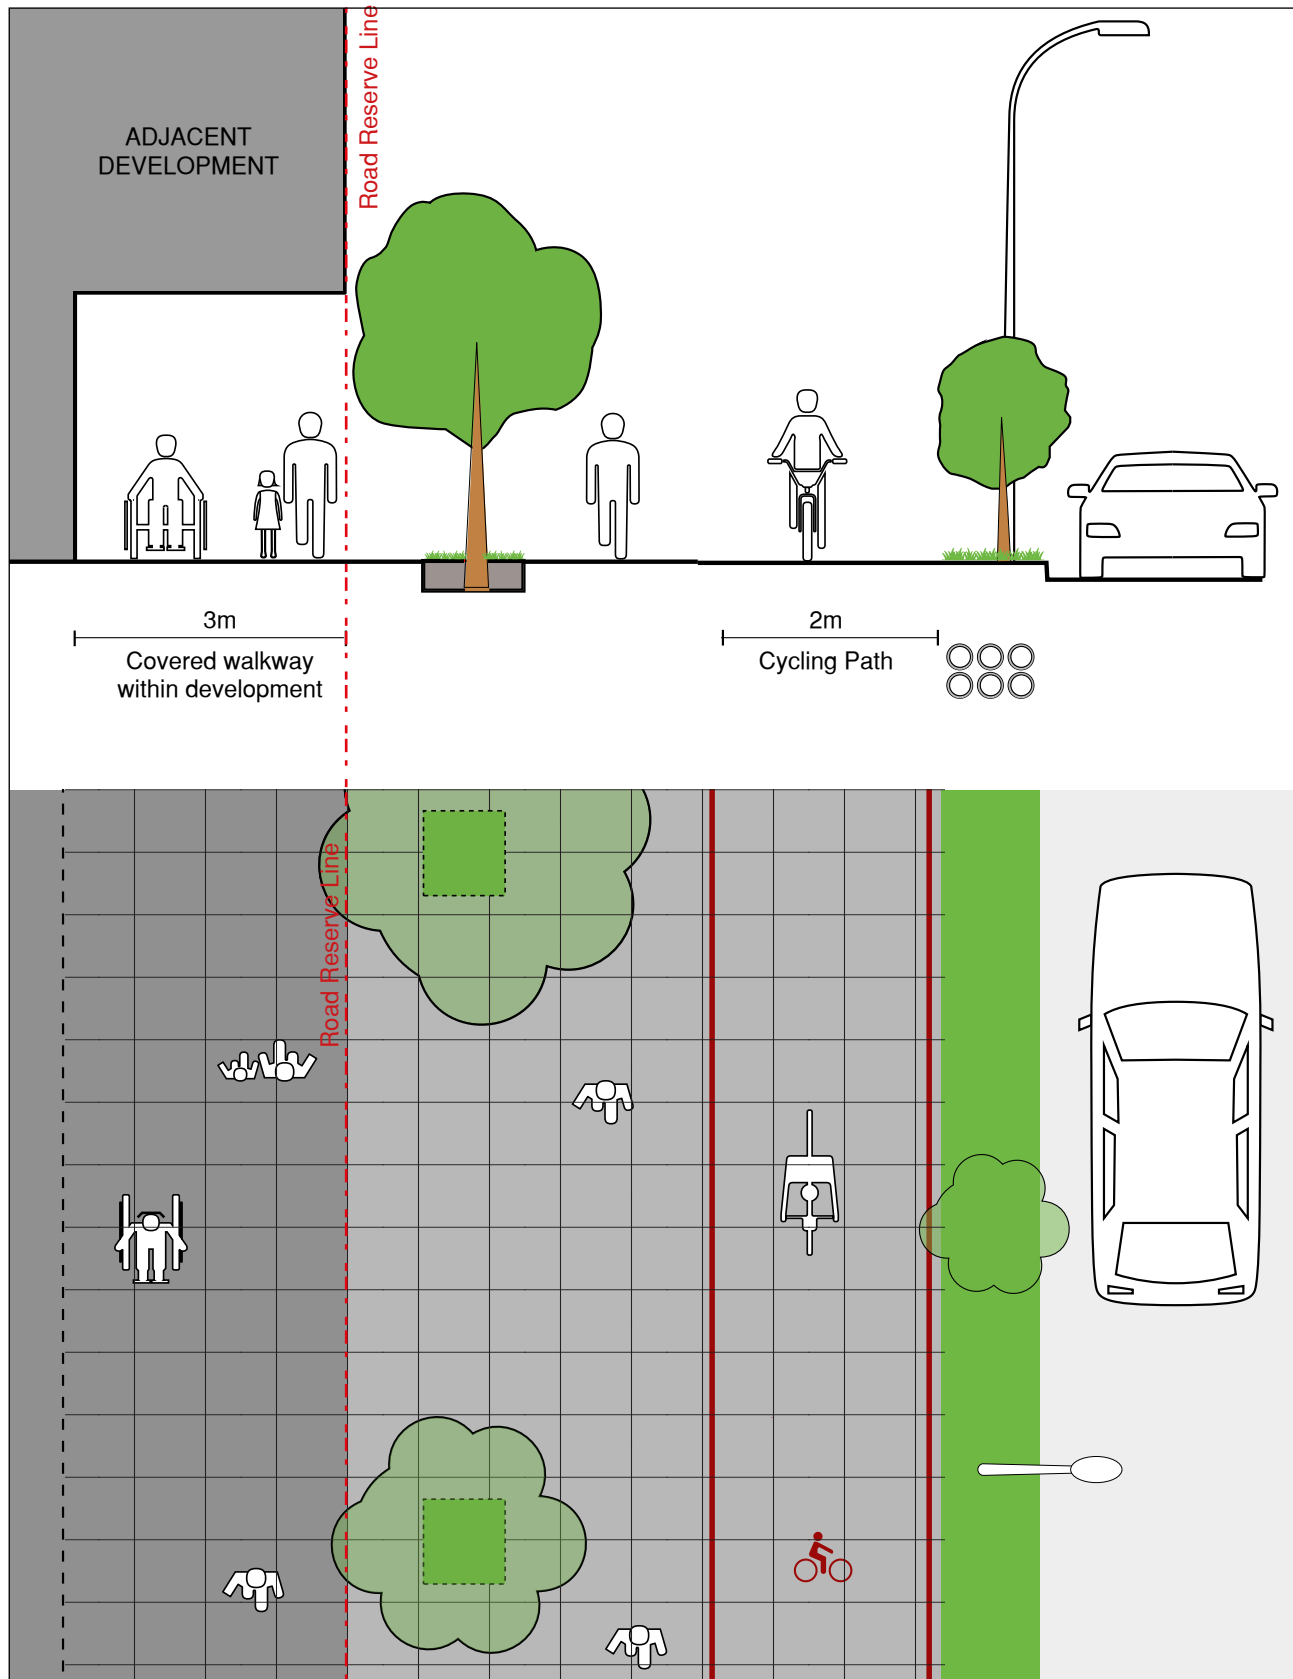 Road Reserve Line
ADJACENT
DEVELOPMENT
3m
Covered walkway
within development
2m
Cycling Path
Road Reserve Line